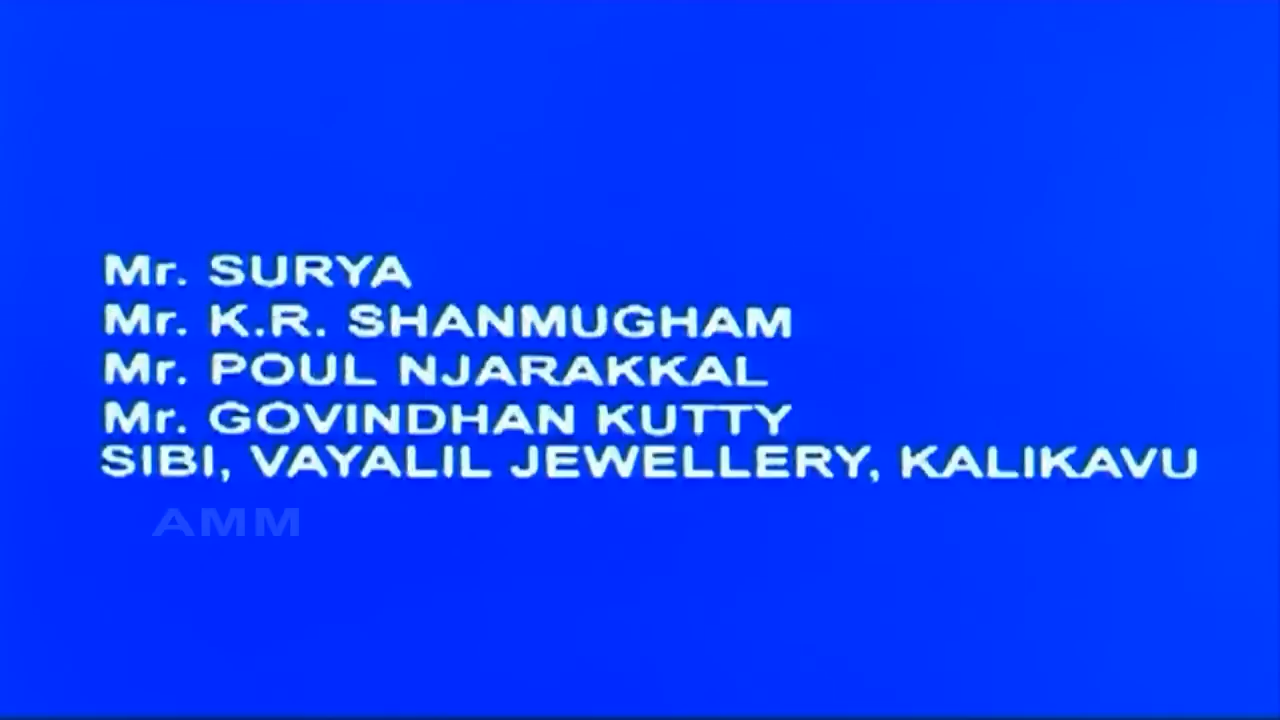 Mr. SURYA
Mr. K.R. SHANMUGHAM
Mr. POUL NJARAKKAL
Mr. GOVINDHAN KUTTY
SIBI, VAYALIL JEWELLERY, KALIKAVU
AMM